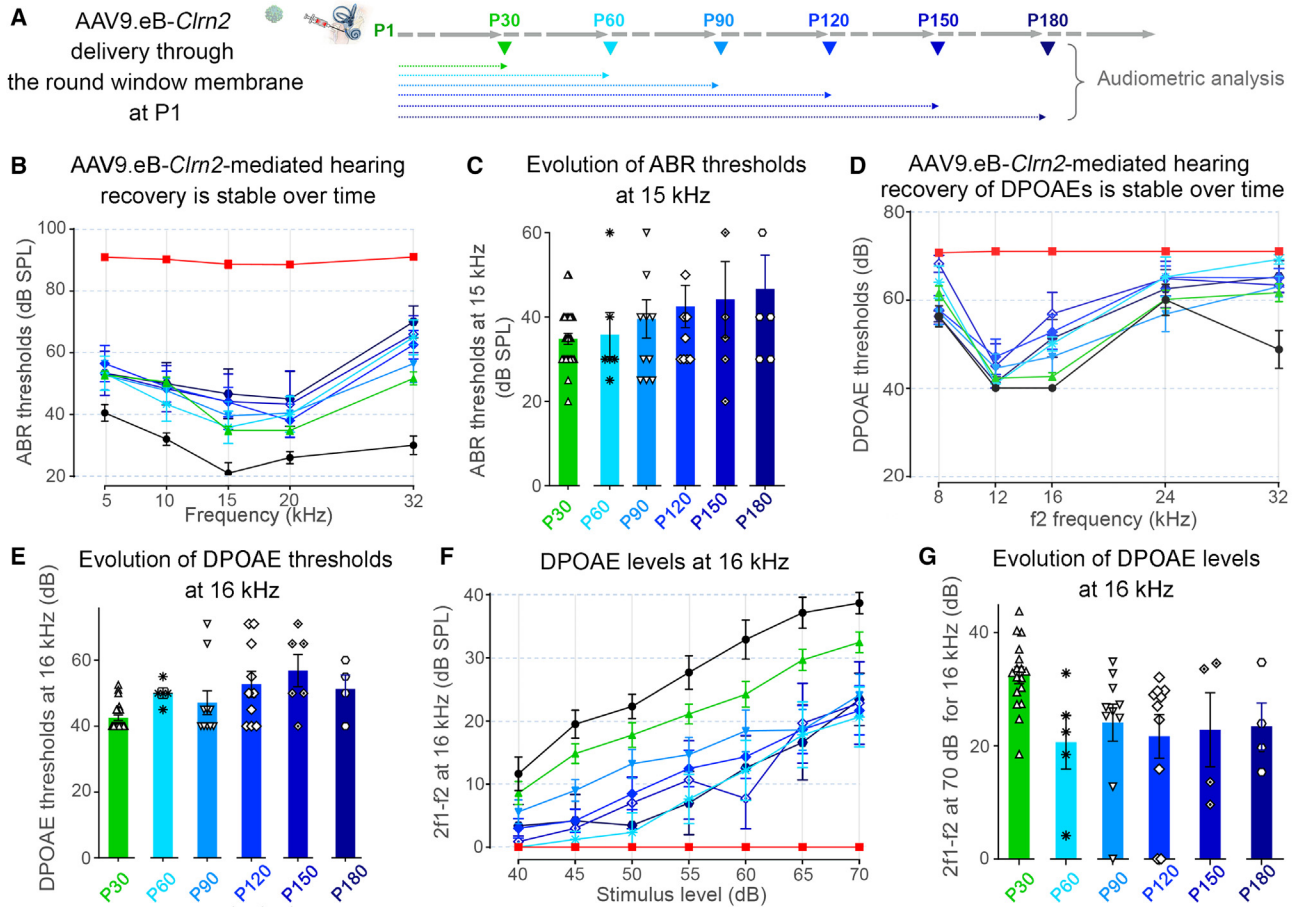 A
AAV9.eB-Clrn2
delivery through
the round window membrane
at P1
P1
P30
P60
P90
P120
P150
P180
Audiometric analysis
B
AAV9.eB-Clrn2-mediated hearing
recovery is stable over time
ABR thresholds (dB SPL)
100
80
60
40
20
5
10
15
20
32
Frequency (kHz)
C
Evolution of ABR thresholds
at 15 kHz
ABR thresholds at 15 kHz
(dB SPL)
60
40
20
0
P30
P60
P90
P120
P150
P180
D
AAV9.eB-Clrn2-mediated hearing
recovery of DPOAEs is stable over time
DPOAE thresholds (dB)
80
60
40
20
8
12
16
24
32
f2 frequency (kHz)
E
Evolution of DPOAE thresholds
at 16 kHz
DPOAE thresholds at 16 kHz (dB)
60
40
20
0
P30
P60
P90
P120
P150
P180
F
DPOAE levels at 16 kHz
2f1-f2 at 16 kHz (dB SPL)
40
30
20
10
0
40
45
50
55
60
65
70
Stimulus level (dB)
G
Evolution of DPOAE levels
at 16 kHz
2f1-f2 at 70 dB for 16 kHz (dB)
40
20
0
P30
P60
P90
P120
P150
P180